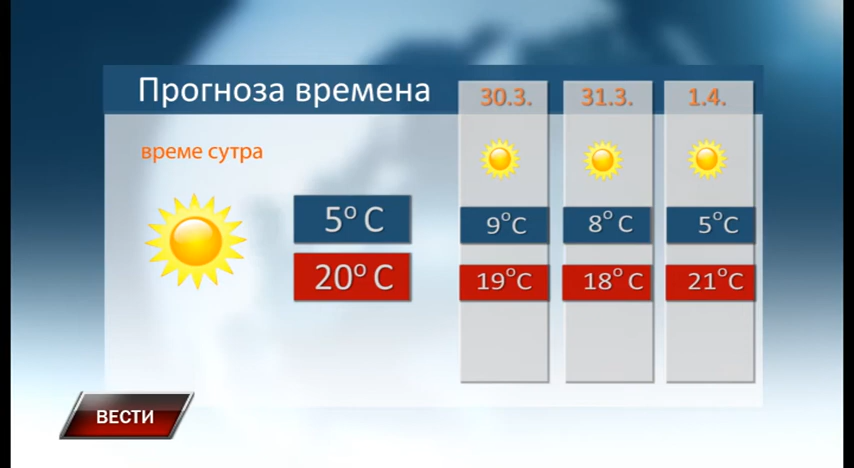 Прогноза времена
30.3. 31.3. 1.4.
време сутра
5°C 9°C 8°C 5°C
20°C 19°C 18°C 21°C
ВЕСТИ